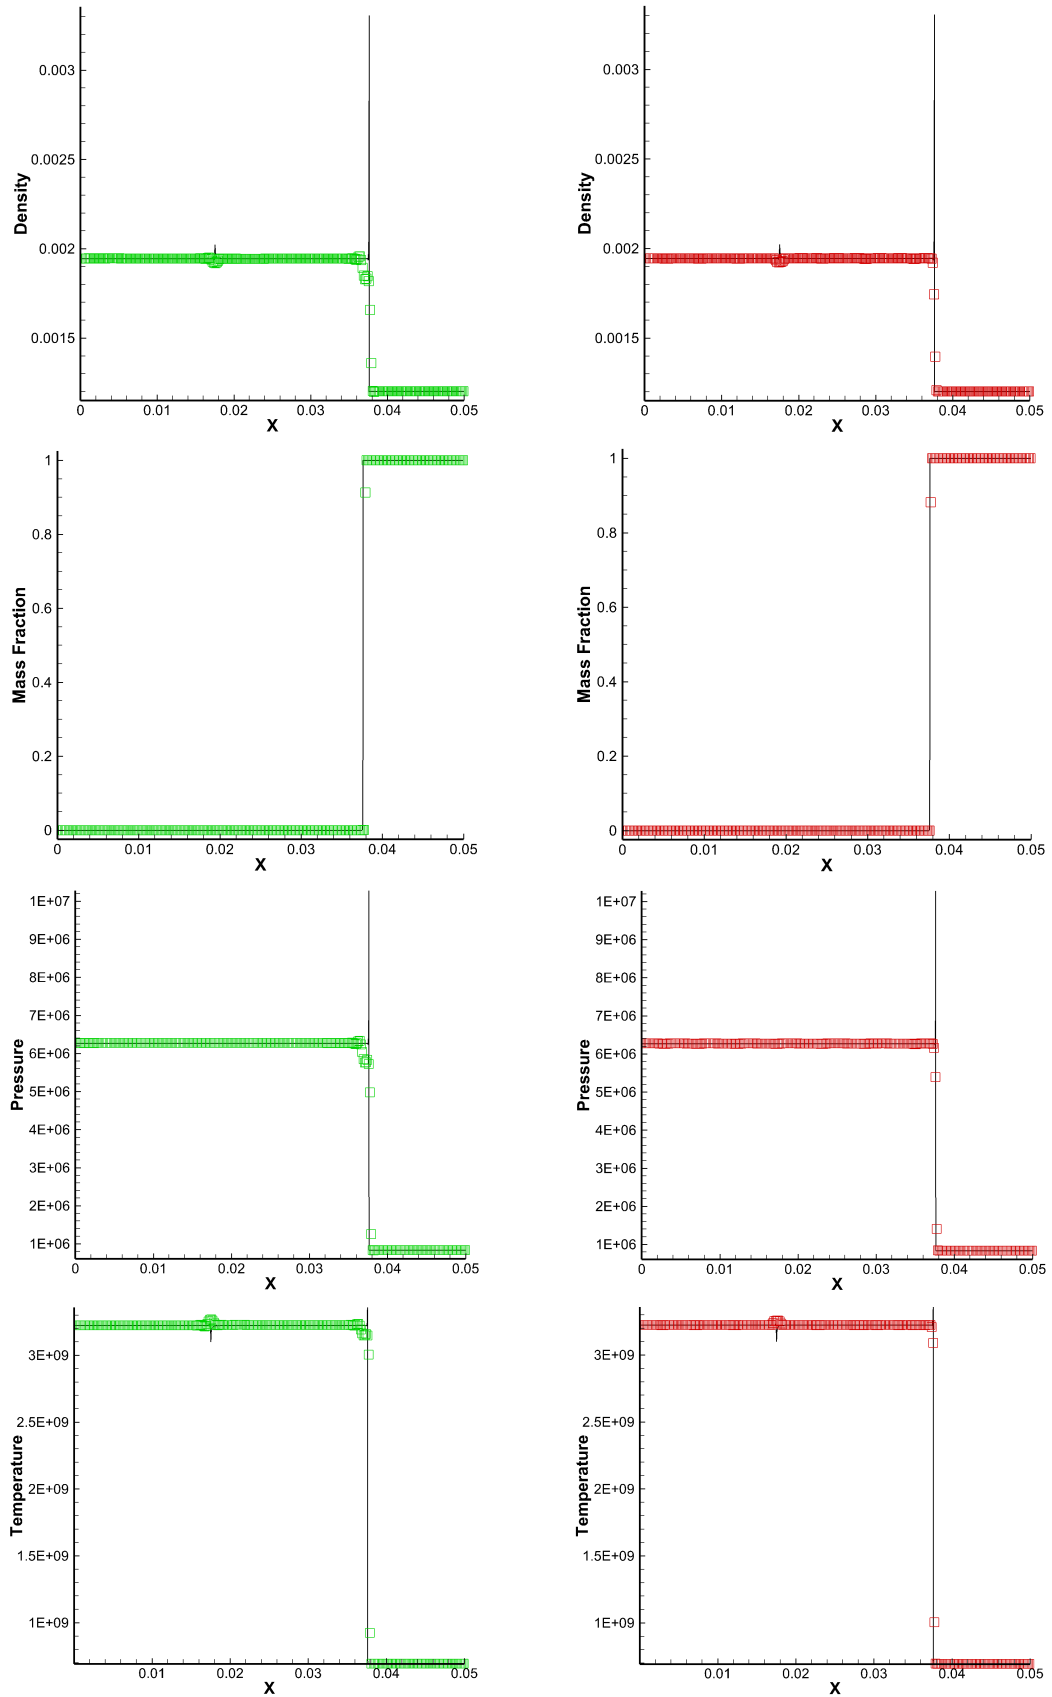 Density
0.003
0.0025
0.002
0.0015
0 0.01 0.02 0.03 0.04 0.05
X
Density
0.003
0.0025
0.002
0.0015
0 0.01 0.02 0.03 0.04 0.05
X
Mass Fraction
1
0.8
0.6
0.4
0.2
0
0 0.01 0.02 0.03 0.04 0.05
X
Mass Fraction
1
0.8
0.6
0.4
0.2
0
0 0.01 0.02 0.03 0.04 0.05
X
Pressure
1E+07
9E+06
8E+06
7E+06
6E+06
5E+06
4E+06
3E+06
2E+06
1E+06
0 0.01 0.02 0.03 0.04 0.05
X
Pressure
1E+07
9E+06
8E+06
7E+06
6E+06
5E+06
4E+06
3E+06
2E+06
1E+06
0 0.01 0.02 0.03 0.04 0.05
X
Temperature
3E+09
2.5E+09
2E+09
1.5E+09
1E+09
0.01 0.02 0.03 0.04 0.05
X
Temperature
3E+09
2.5E+09
2E+09
1.5E+09
1E+09
0.01 0.02 0.03 0.04 0.05
X